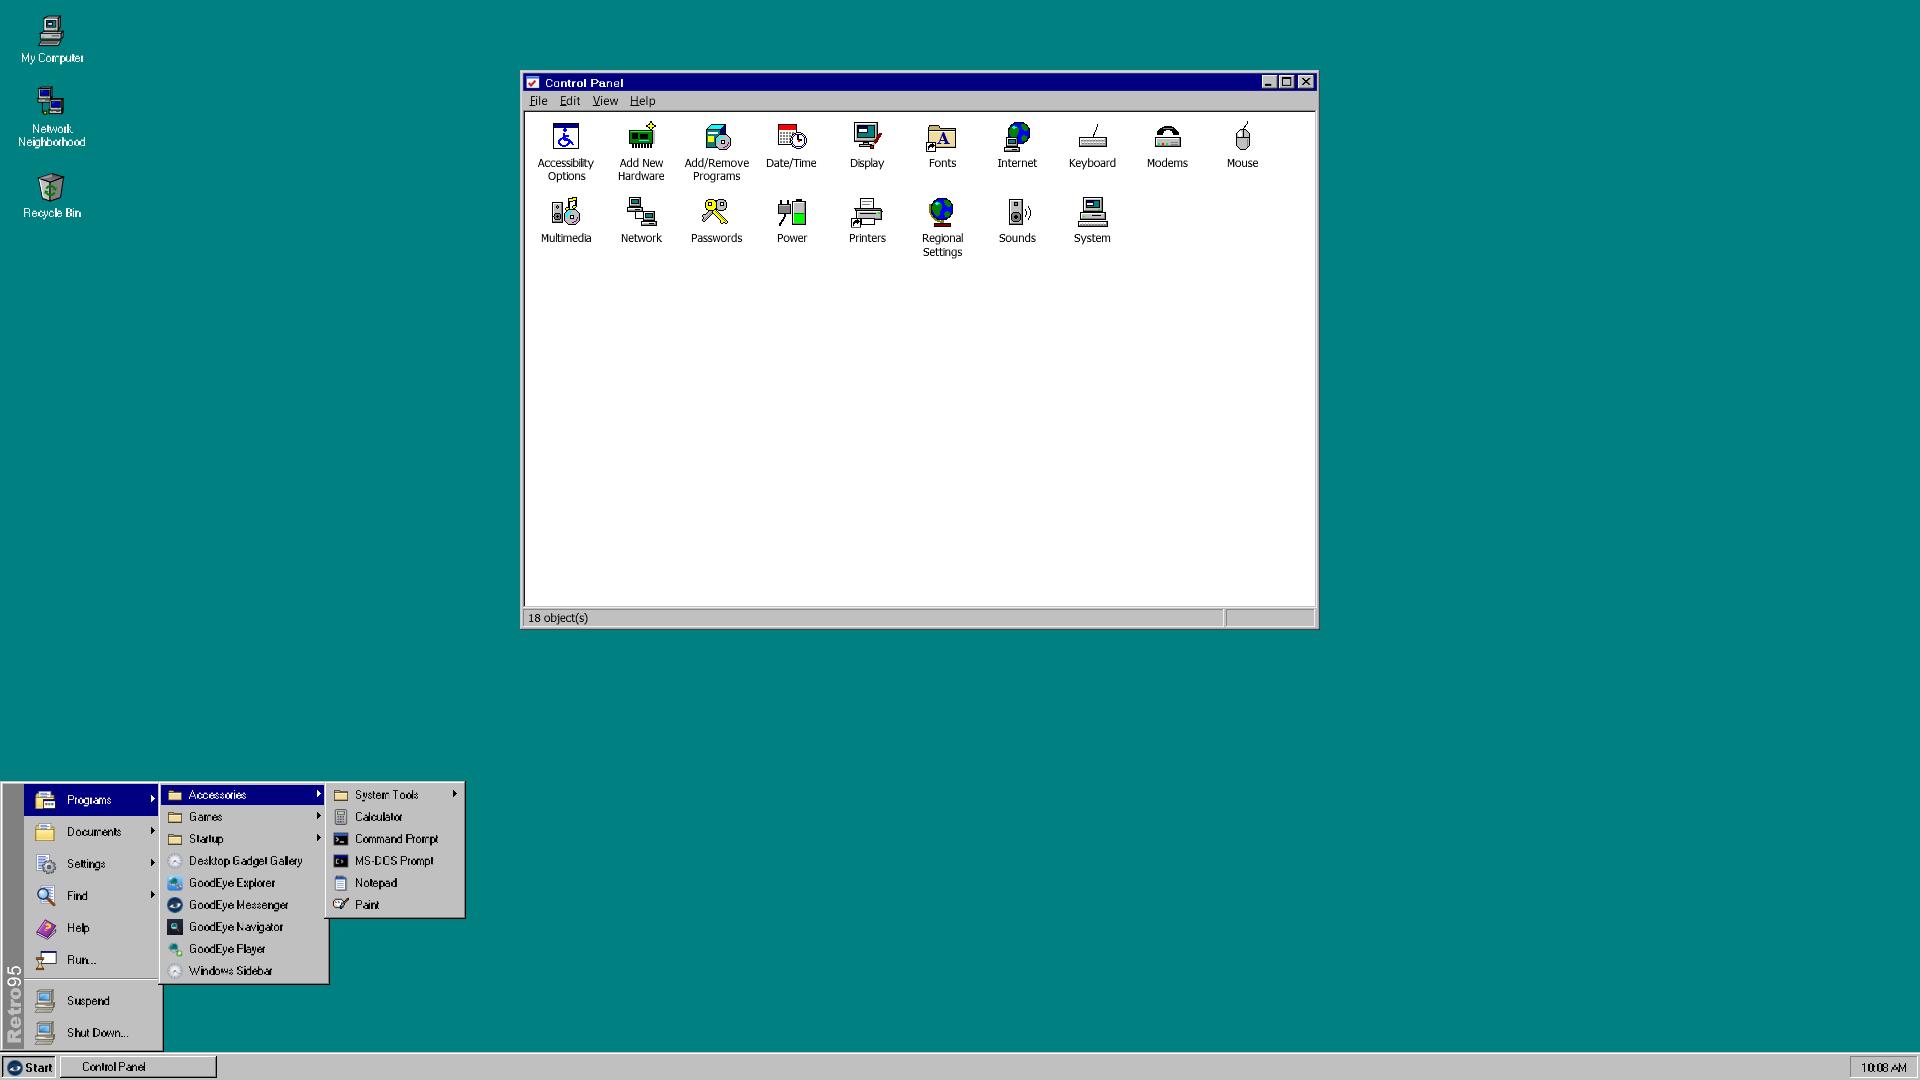 My Computer
Network
Neighborhood
Recycle Bin
Control Panel
File Edit View Help
Accessibility
Options
Add New
Hardware
Add/Remove
Programs
Date/Time
Display
Fonts
Internet
Keyboard
Modems
Mouse
Multimedia
Network
Passwords
Power
Printers
Regional
Settings
Sounds
System
18 object(s)
Programs
Documents
Settings
Find
Help
Run...
Suspend
Shut Down...
Retro95
Accessories
Games
Startup
Desktop Gadget Gallery
GoodEye Explorer
GoodEye Messenger
GoodEye Navigator
GoodEye Player
Windows Sidebar
System Tools
Calculator
Command Prompt
MS-DOS Prompt
Notepad
Paint
Start
Control Panel
10:08 AM